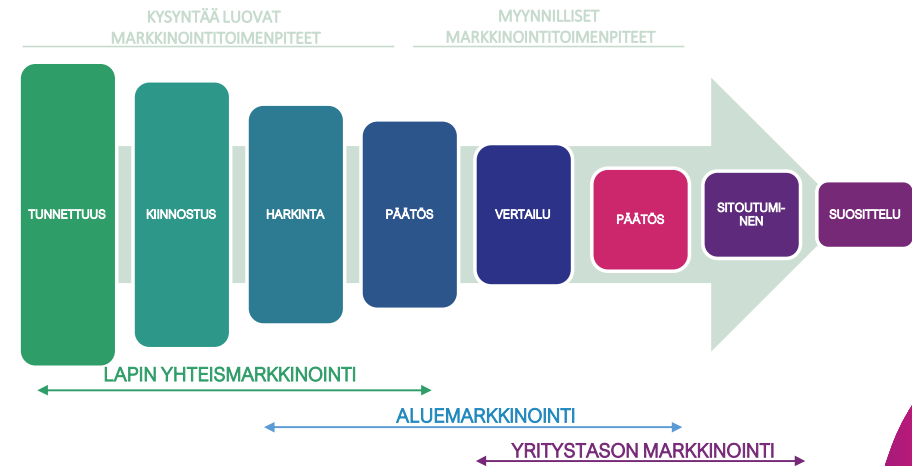 KYSYNTÄÄ LUOVAT
MARKKINOINTITOIMENPITEET
MYYNNILLISET
MARKKINOINTITOIMENPITEET
TUNNETTUUS
KIINNOSTUS
HARKINTA
PÄÄTÖS
VERTAILU
PÄÄTÖS
SITOUTUMI-
NEN
SUOSITTELU
LAPIN YHTEISMARKKINOINTI
ALUEMARKKINOINTI
YRITYSTASON MARKKINOINTI